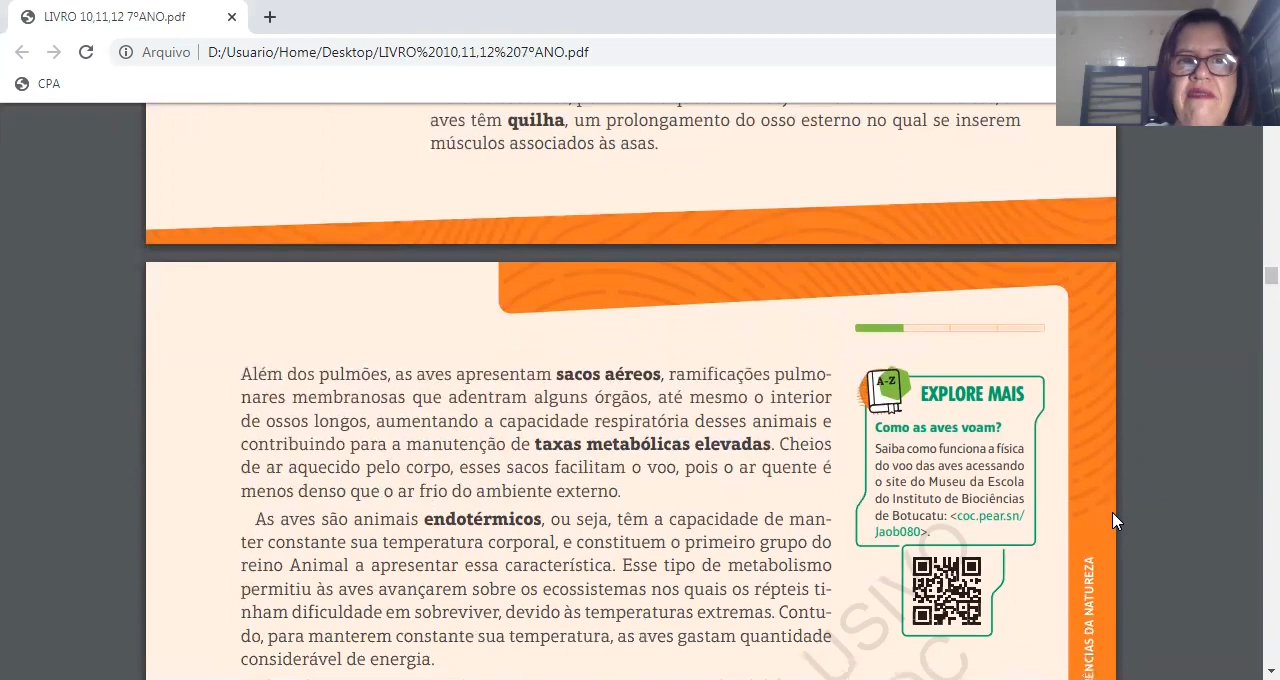 LIVRO 10,11,12 7ºANO.pdf
Arquivo
D:/Usuario/Home/Desktop/LIVRO%2010,11,12%207ºANO.pdf
CPA
aves têm quilha, um prolongamento do osso esterno no qual se inserem
músculos associados às asas.
Além dos pulmões, as aves apresentam sacos aéreos, ramificações pulmo-
nares membranosas que adentram alguns órgãos, até mesmo o interior
de ossos longos, aumentando a capacidade respiratória desses animais e
contribuindo para a manutenção de taxas metabólicas elevadas. Cheios
de ar aquecido pelo corpo, esses sacos facilitam o voo, pois o ar quente é
menos denso que o ar frio do ambiente externo.
As aves são animais endotérmicos, ou seja, têm a capacidade de man-
ter constante sua temperatura corporal, e constituem o primeiro grupo do
reino Animal a apresentar essa característica. Esse tipo de metabolismo
permitiu às aves avançarem sobre os ecossistemas nos quais os répteis ti-
nham dificuldade em sobreviver, devido às temperaturas extremas. Contu-
do, para manterem constante sua temperatura, as aves gastam quantidade
considerável de energia.
A-Z
EXPLORE MAIS
Como as aves voam?
Saiba como funciona a física
do voo das aves acessando
o site do Museu da Escola
do Instituto de Biociências
de Botucatu: <coc.pear.sn/
Jaob080>.
ÊNCIAS DA NATUREZA
USIVO
OC